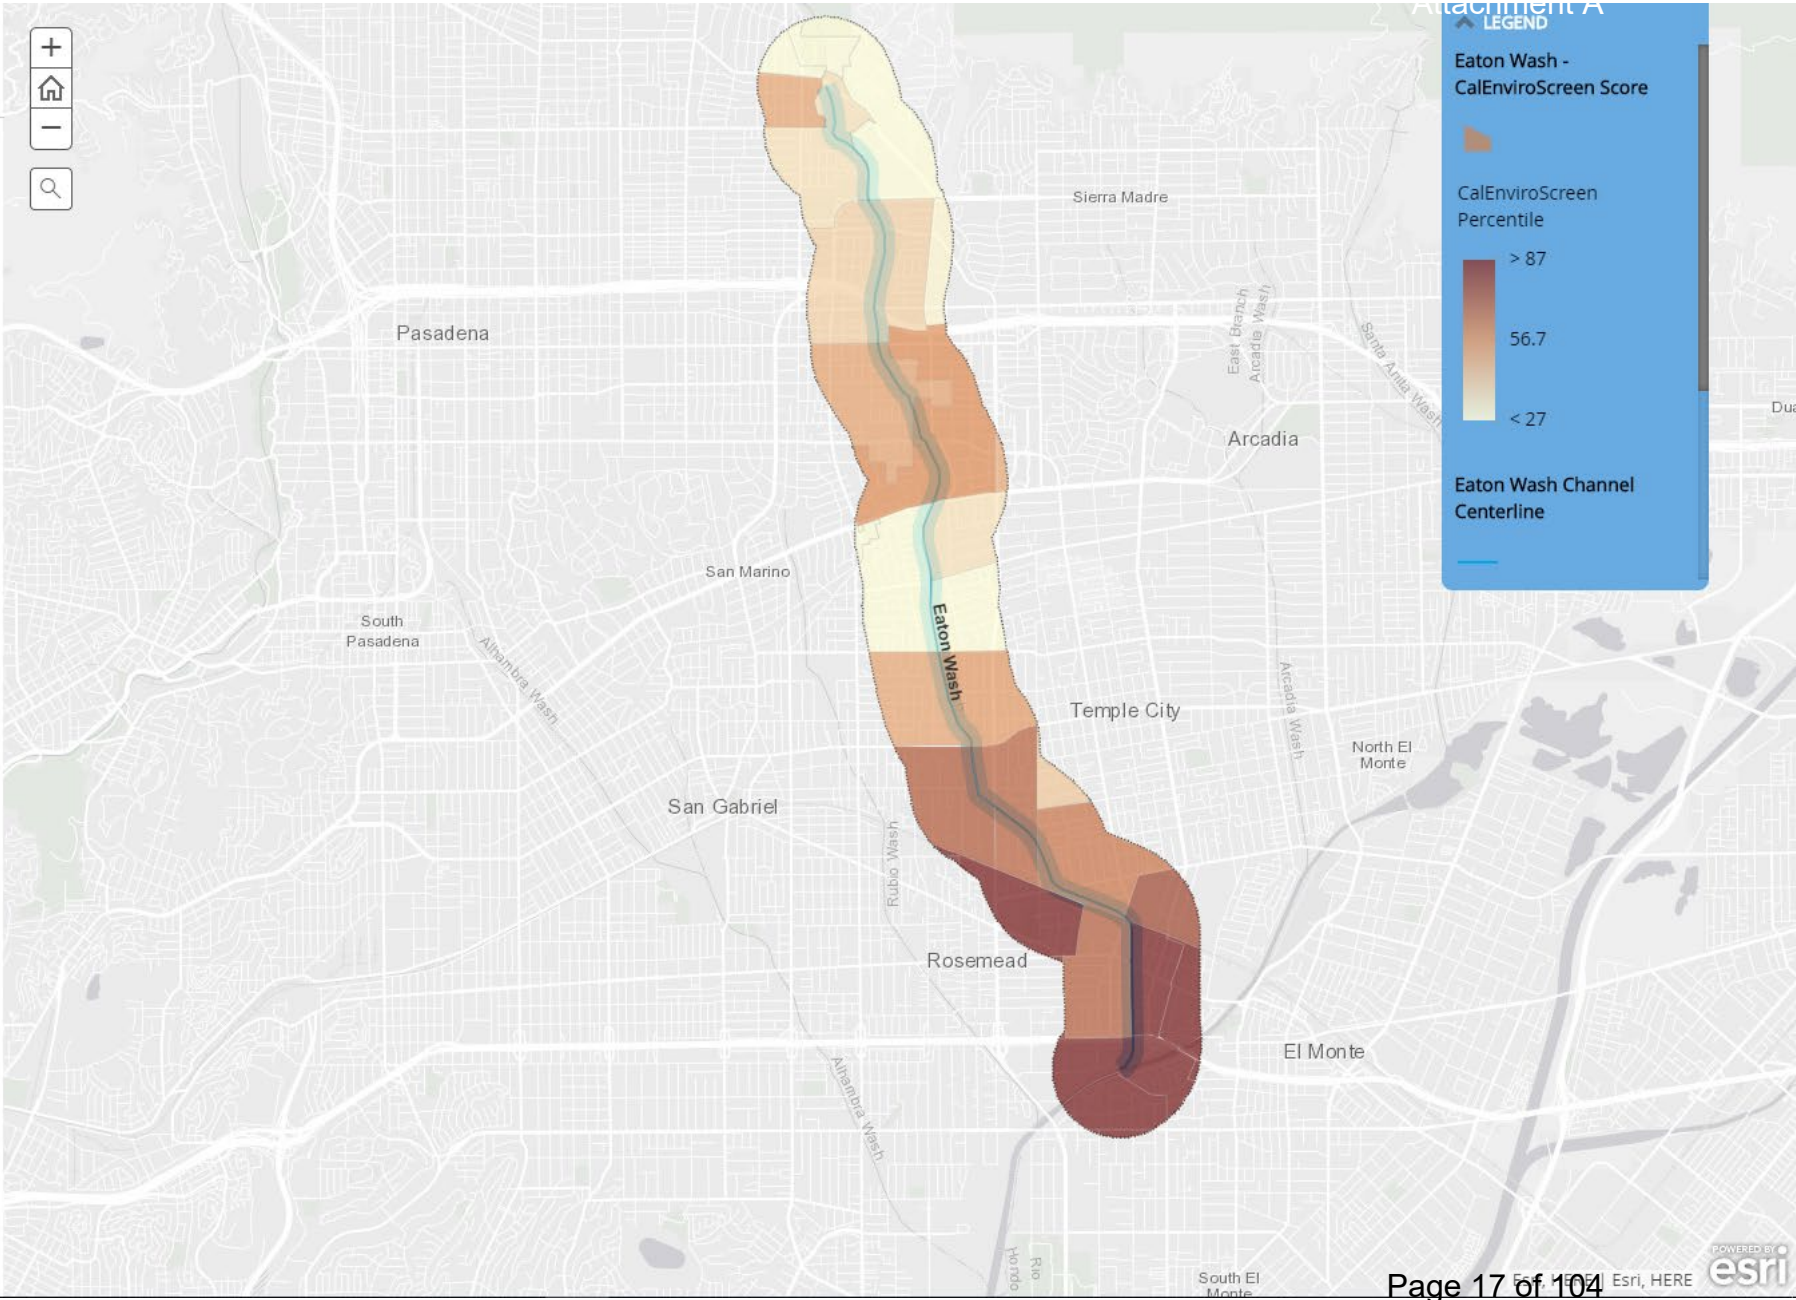 Attachment A
LEGEND
Eaton Wash -
CalEnviroScreen Score
CalEnviroScreen
Percentile
> 87
56.7
< 27
Eaton Wash Channel
Centerline
+
−
Sierra Madre
Pasadena
East Branch
Arcadia Wash
Santa Anita Wash
Dua
Arcadia
San Marino
South
Pasadena
Alhambra Wash
Eaton Wash
Arcadia Wash
Temple City
North El
Monte
San Gabriel
Rubio Wash
Rosemead
El Monte
Alhambra Wash
Rio
Hondo
South El
Monte
Esri, HERE | Esri, HERE
Page 17 of 104
POWERED BY
esri